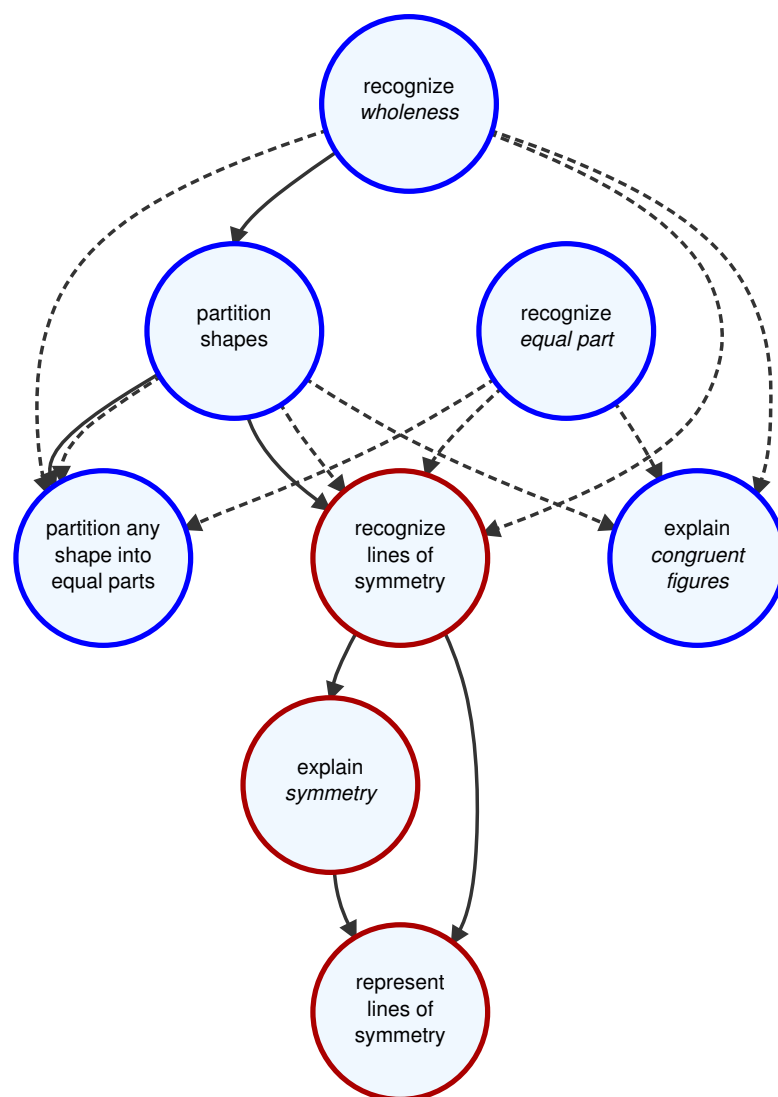 recognize
wholeness
partition
shapes
recognize
equal part
partition any
shape into
equal parts
recognize
lines of
symmetry
explain
congruent
figures
explain
symmetry
represent
lines of
symmetry